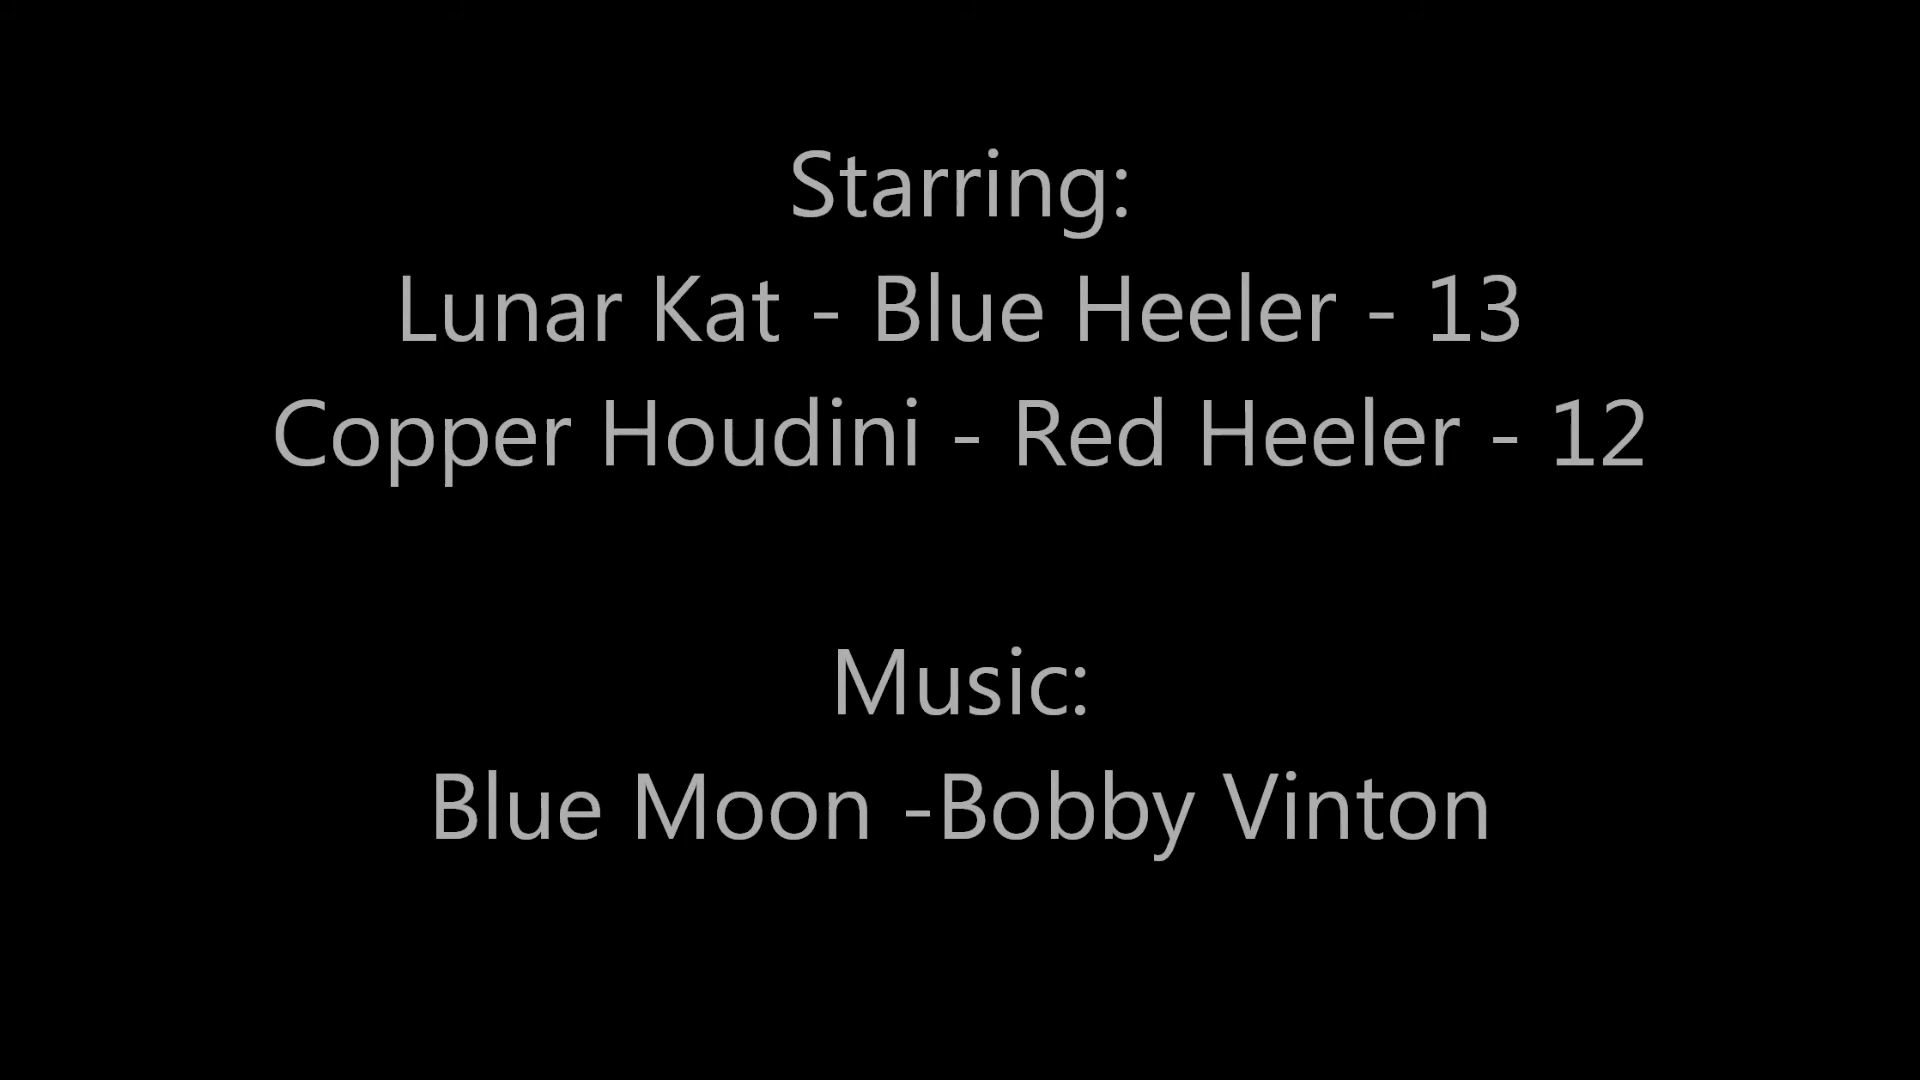 Starring:
Lunar Kat - Blue Heeler - 13
Copper Houdini - Red Heeler - 12
Music:
Blue Moon -Bobby Vinton